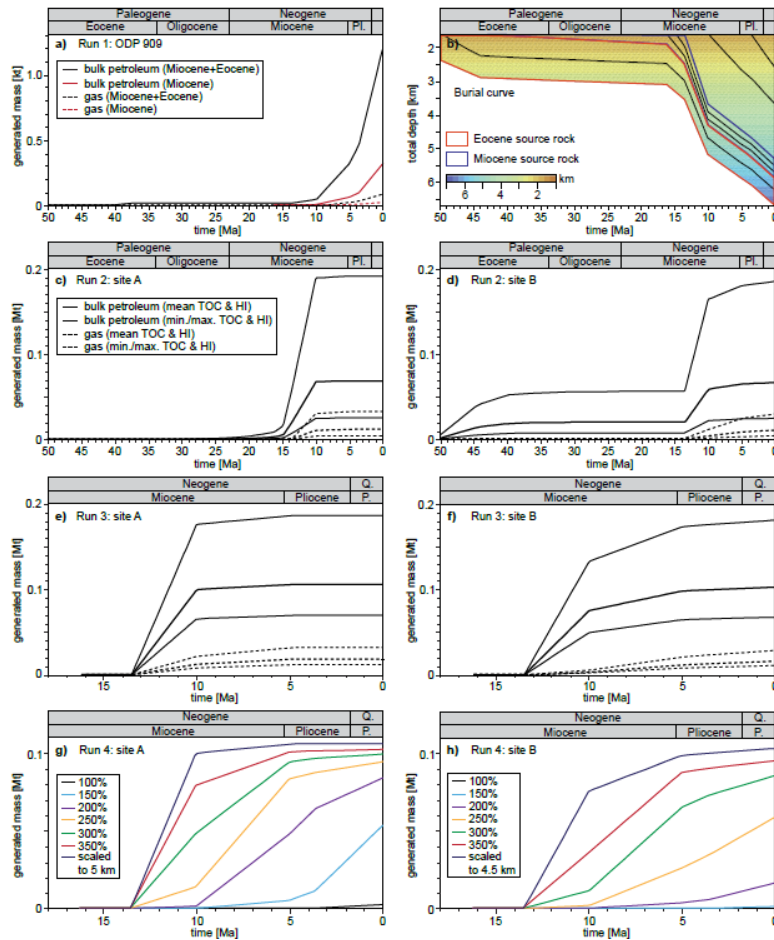 Paleogene Neogene
Eocene Oligocene Miocene Pl.
a) Run 1: ODP 909
bulk petroleum (Miocene+Eocene)
bulk petroleum (Miocene)
gas (Miocene+Eocene)
gas (Miocene)
generated mass [kt]
1.0
0.5
0
50 45 40 35 30 25 20 15 10 5 0
time [Ma]
Paleogene Neogene
Eocene Oligocene Miocene Pl.
b)
Burial curve
Eocene source rock
Miocene source rock
km
6 4 2
total depth [km]
2
3
4
5
6
50 45 40 35 30 25 20 15 10 5 0
time [Ma]
Paleogene Neogene
Eocene Oligocene Miocene Pl.
c) Run 2: site A
bulk petroleum (mean TOC & HI)
bulk petroleum (min./max. TOC & HI)
gas (mean TOC & HI)
gas (min./max. TOC & HI)
generated mass [Mt]
0.2
0.1
0
50 45 40 35 30 25 20 15 10 5 0
time [Ma]
Paleogene Neogene
Eocene Oligocene Miocene Pl.
d) Run 2: site B
generated mass [Mt]
0.2
0.1
0
50 45 40 35 30 25 20 15 10 5 0
time [Ma]
Neogene Q.
Miocene Pliocene P.
e) Run 3: site A
generated mass [Mt]
0.2
0.1
0
15 10 5 0
time [Ma]
Neogene Q.
Miocene Pliocene P.
f) Run 3: site B
generated mass [Mt]
0.2
0.1
0
15 10 5 0
time [Ma]
Neogene Q.
Miocene Pliocene P.
g) Run 4: site A
100%
150%
200%
250%
300%
350%
scaled
to 5 km
generated mass [Mt]
0.1
0
15 10 5 0
time [Ma]
Neogene Q.
Miocene Pliocene P.
h) Run 4: site B
100%
150%
200%
250%
300%
350%
scaled
to 4.5 km
generated mass [Mt]
0.1
0
15 10 5 0
time [Ma]